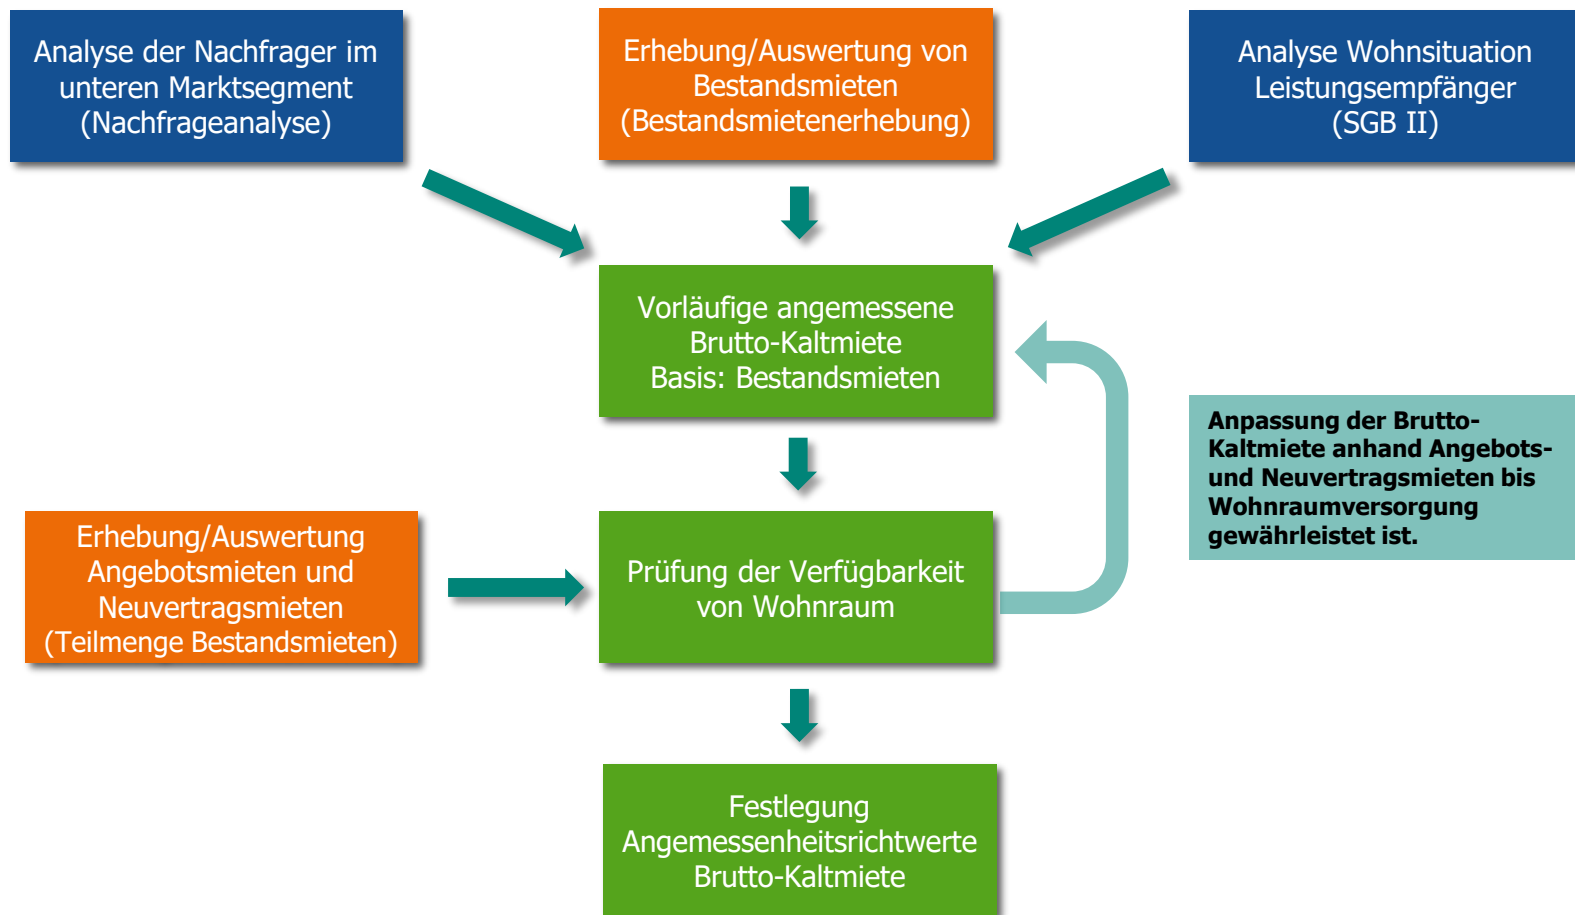 Analyse der Nachfrager im
unteren Marktsegment
(Nachfrageanalyse)
Erhebung/Auswertung von
Bestandsmieten
(Bestandsmietenerhebung)
Analyse Wohnsituation
Leistungsempfänger
(SGB II)
Vorläufige angemessene
Brutto-Kaltmiete
Basis: Bestandsmieten
Anpassung der Brutto-
Kaltmiete anhand Angebots-
und Neuvertragsmieten bis
Wohnraumversorgung
gewährleistet ist.
Erhebung/Auswertung
Angebotsmieten und
Neuvertragsmieten
(Teilmenge Bestandsmieten)
Prüfung der Verfügbarkeit
von Wohnraum
Festlegung
Angemessenheitsrichtwerte
Brutto-Kaltmiete